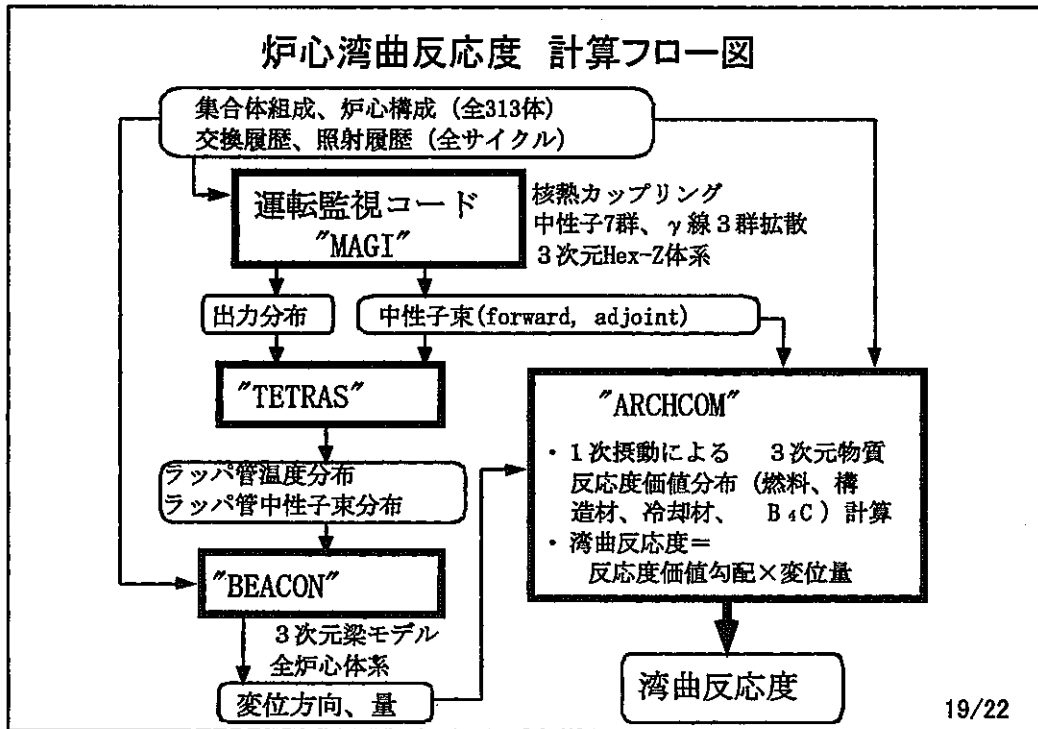 炉心湾曲反応度 計算フロー図
集合体組成、炉心構成 (全313体)
交換履歴、照射履歴 (全サイクル)
運転監視コード
"MAGI"
核熱カップリング
中性子7群、γ線3群拡散
3次元Hex-Z体系
出力分布
中性子束(forward, adjoint)
"TETRAS"
ラッパ管温度分布
ラッパ管中性子束分布
"BEACON"
3次元梁モデル
全炉心体系
変位方向、量
"ARCHCOM"
・1次摂動による 3次元物質
反応度価値分布 (燃料、構
造材、冷却材、 B₄C) 計算
・湾曲反応度=
反応度価値勾配×変位量
湾曲反応度
19/22